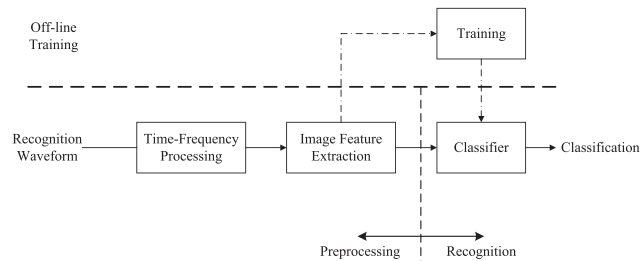 Off-line
Training
Training
Recognition
Waveform
Time-Frequency
Processing
Image Feature
Extraction
Classifier
Classification
Preprocessing
Recognition